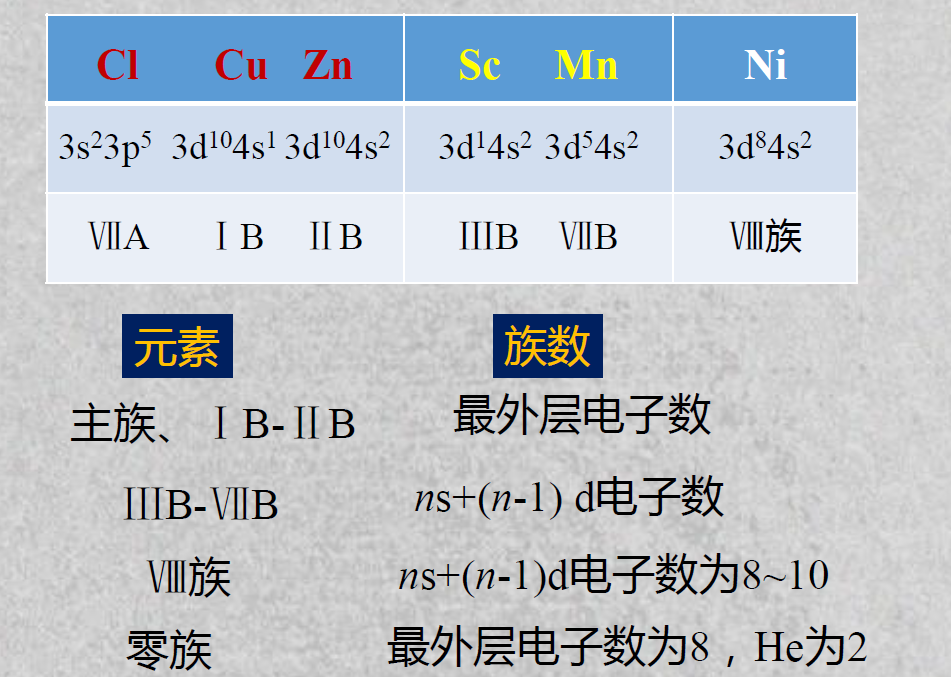 Cl Cu Zn Sc Mn Ni
3s²3p⁵ 3d¹⁰4s¹ 3d¹⁰4s² 3d¹4s² 3d⁵4s² 3d⁸4s²
ⅦA ⅠB ⅡB ⅢB ⅦB Ⅷ族
元素 族数
主族、ⅠB-ⅡB 最外层电子数
ⅢB-ⅦB ns+(n-1) d电子数
Ⅷ族 ns+(n-1)d电子数为8~10
零族 最外层电子数为8，He为2